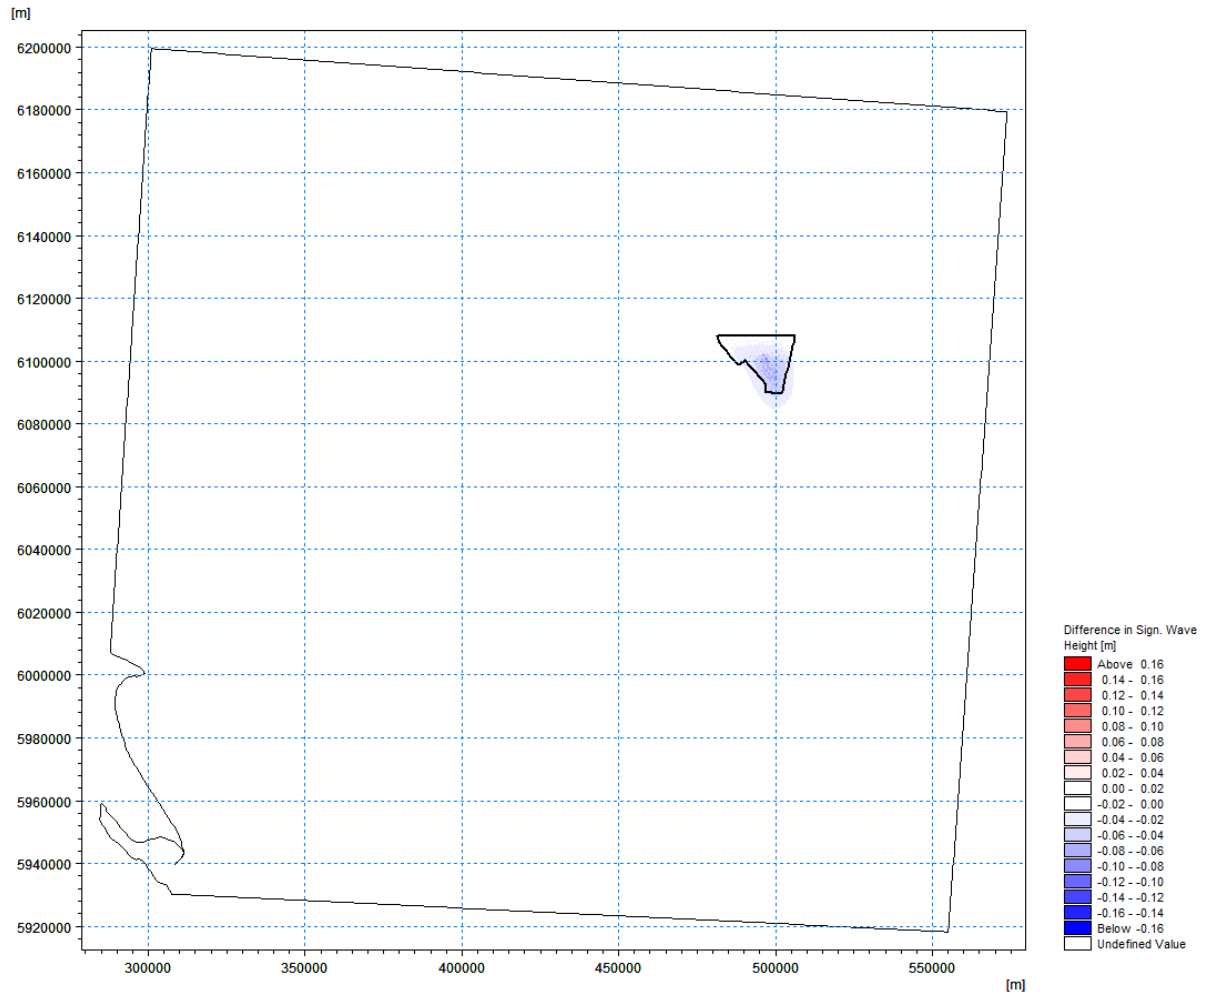 [m]
6200000
6180000
6160000
6140000
6120000
6100000
6080000
6060000
6040000
6020000
6000000
5980000
5960000
5940000
5920000
300000 350000 400000 450000 500000 550000
[m]
Difference in Sign. Wave
Height [m]
Above 0.16
0.14 - 0.16
0.12 - 0.14
0.10 - 0.12
0.08 - 0.10
0.06 - 0.08
0.04 - 0.06
0.02 - 0.04
0.00 - 0.02
-0.02 - 0.00
-0.04 - -0.02
-0.06 - -0.04
-0.08 - -0.06
-0.10 - -0.08
-0.12 - -0.10
-0.14 - -0.12
-0.16 - -0.14
Below -0.16
Undefined Value